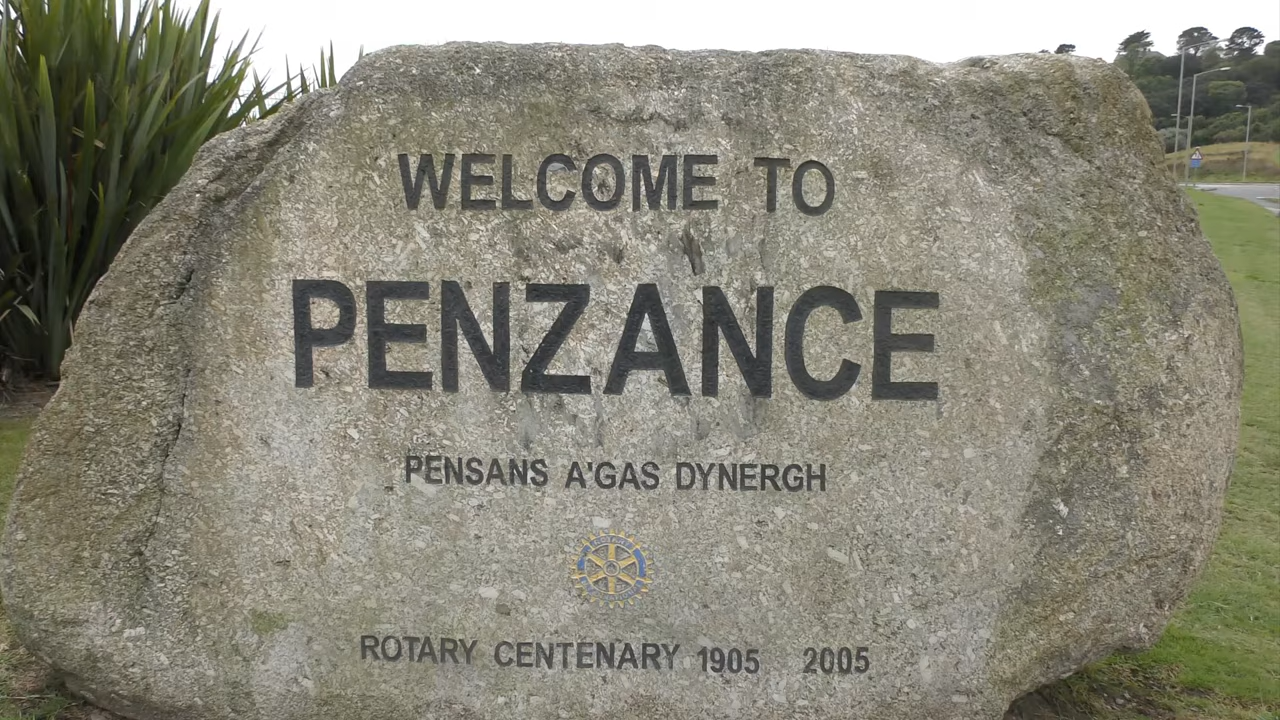 WELCOME TO
PENZANCE
PENSANS A'GAS DYNERGH
ROTARY CENTENARY 1905 2005